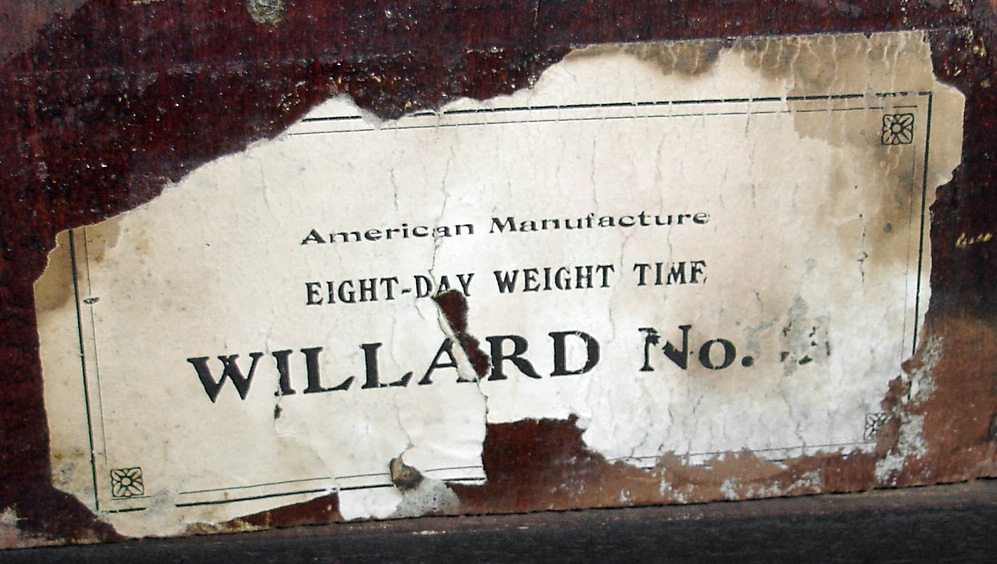 American Manufacture
EIGHT-DAY WEIGHT TIME
WILLARD No.